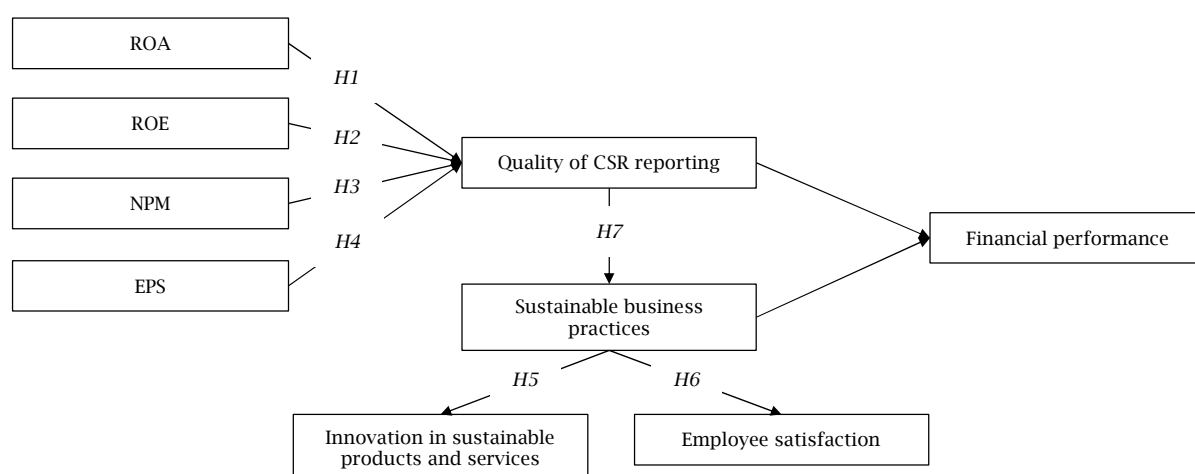 ROA
H1
ROE
H2
Quality of CSR reporting
NPM
H3
H4
H7
Financial performance
EPS
Sustainable business
practices
H5
H6
Innovation in sustainable
products and services
Employee satisfaction